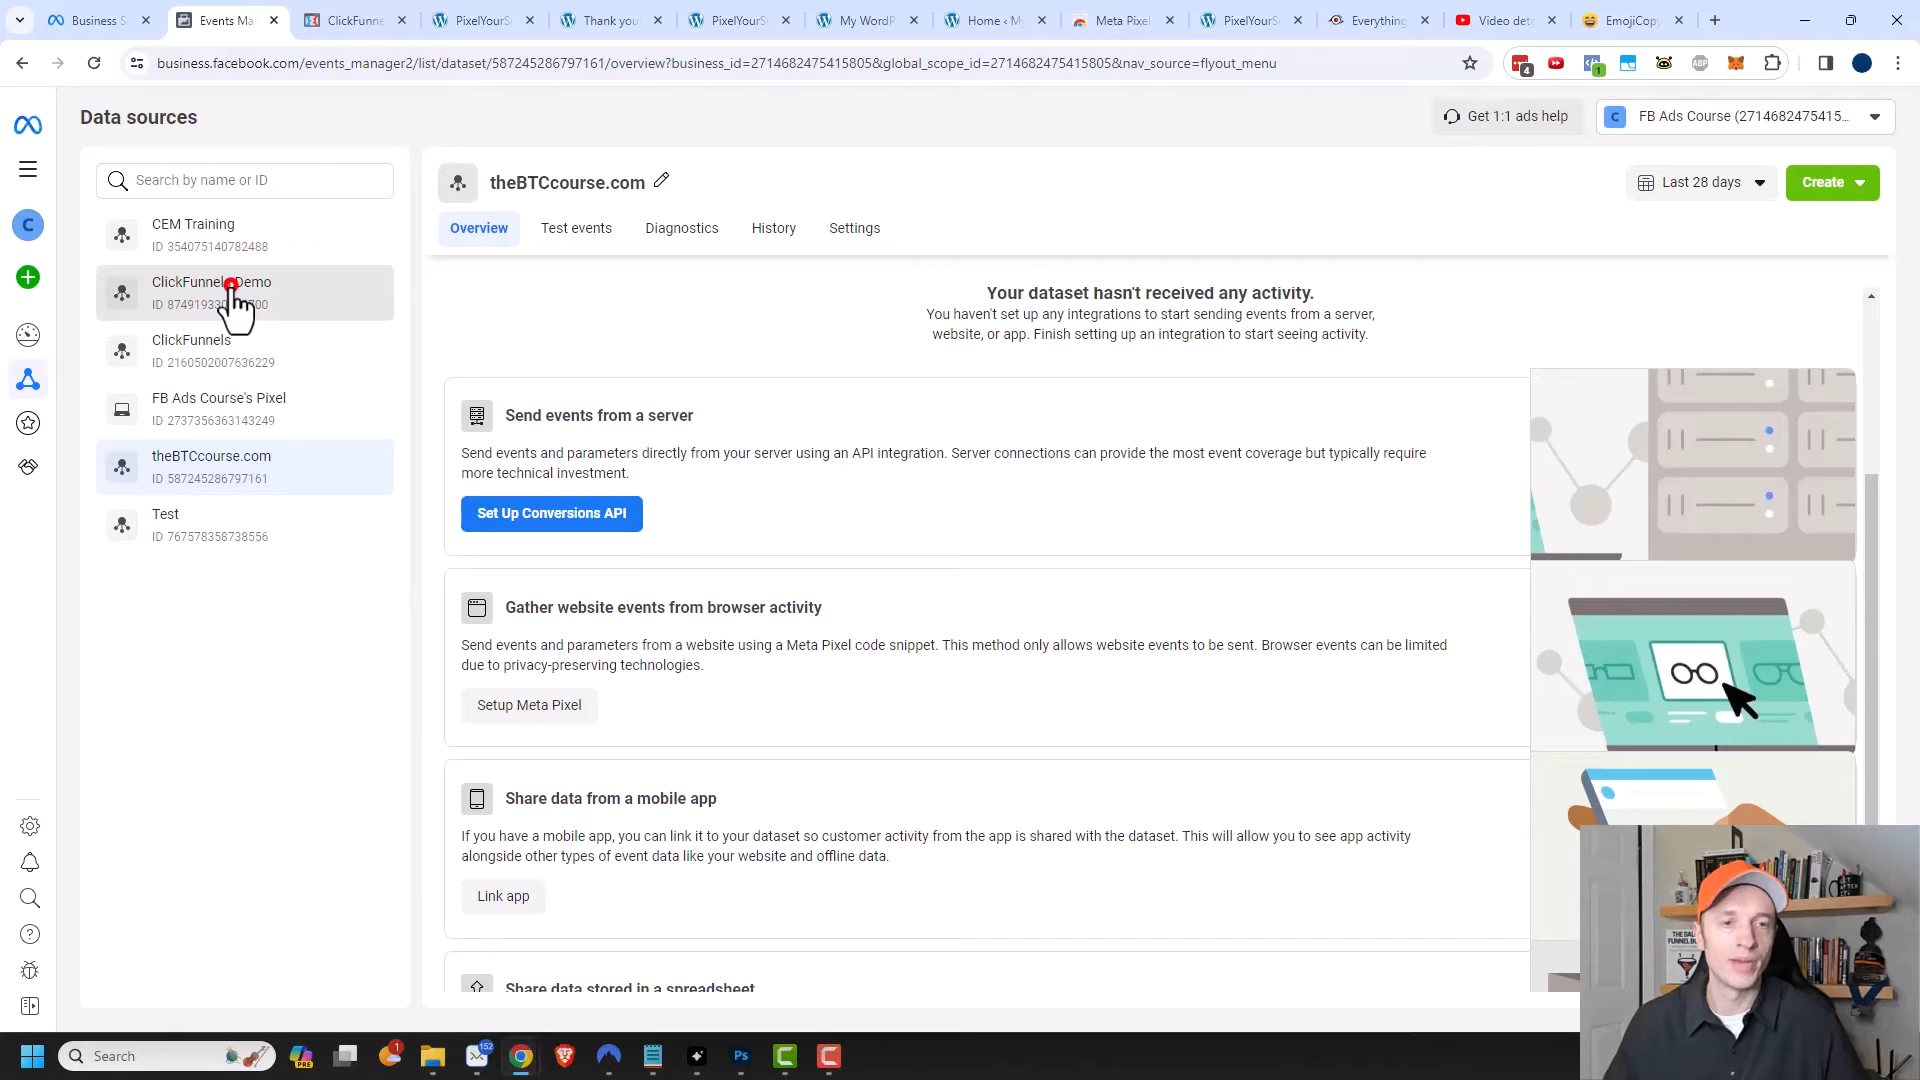 Business S
Events Ma
ClickFunne
PixelYourS
Thank you
PixelYourS
My WordP
Home ‹ My
Meta Pixel
PixelYourS
Everything
Video det
EmojiCopy
business.facebook.com/events_manager2/list/dataset/587245286797161/overview?business_id=2714682475415805&global_scope_id=2714682475415805&nav_source=flyout_menu
4
1
ABP
Data sources
Get 1:1 ads help
C
FB Ads Course (2714682475415...
Search by name or ID
C
CEM Training
ID 354075140782488
ClickFunnel Demo
ClickFunnels
ID 2160502007636229
FB Ads Course's Pixel
ID 2737356363143249
theBTCcourse.com
ID 587245286797161
Test
ID 767578358738556
theBTCcourse.com
Last 28 days
Create
Overview
Test events
Diagnostics
History
Settings
Your dataset hasn't received any activity.
You haven't set up any integrations to start sending events from a server,
website, or app. Finish setting up an integration to start seeing activity.
Send events from a server
Send events and parameters directly from your server using an API integration. Server connections can provide the most event coverage but typically require
more technical investment.
Set Up Conversions API
Gather website events from browser activity
Send events and parameters from a website using a Meta Pixel code snippet. This method only allows website events to be sent. Browser events can be limited
due to privacy-preserving technologies.
Setup Meta Pixel
Share data from a mobile app
If you have a mobile app, you can link it to your dataset so customer activity from the app is shared with the dataset. This will allow you to see app activity
alongside other types of event data like your website and offline data.
Link app
Share data stored in a spreadsheet
Search
PRE
1
152
Ps